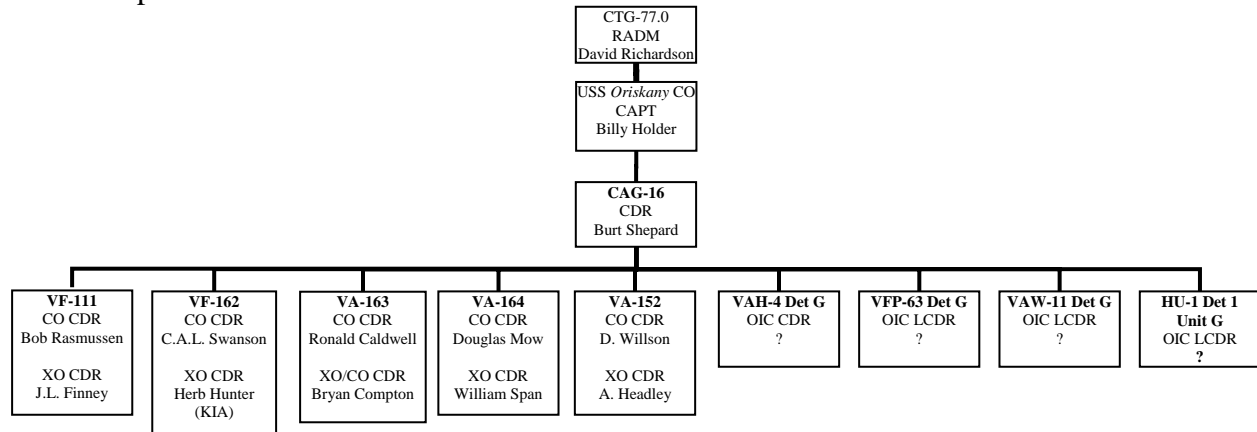 CTG-77.0
RADM
David Richardson
USS Oriskany CO
CAPT
Billy Holder
CAG-16
CDR
Burt Shepard
VF-111
CO CDR
Bob Rasmussen
XO CDR
J.L. Finney
VF-162
CO CDR
C.A.L. Swanson
XO CDR
Herb Hunter
(KIA)
VA-163
CO CDR
Ronald Caldwell
XO/CO CDR
Bryan Compton
VA-164
CO CDR
Douglas Mow
XO CDR
William Span
VA-152
CO CDR
D. Willson
XO CDR
A. Headley
VAH-4 Det G
OIC CDR
?
VFP-63 Det G
OIC LCDR
?
VAW-11 Det G
OIC LCDR
?
HU-1 Det 1
Unit G
OIC LCDR
?